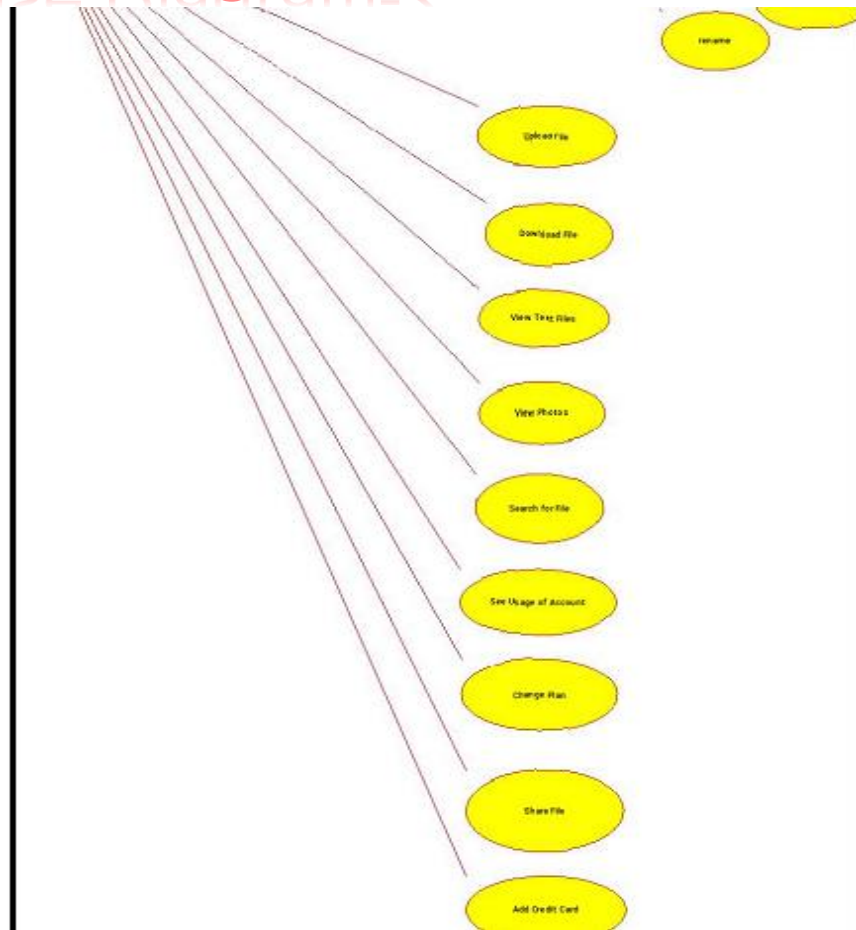 rename
Upload File
Download File
View Text Files
View Photos
Search for File
See Usage of Account
Change Plan
Share File
Add Credit Card